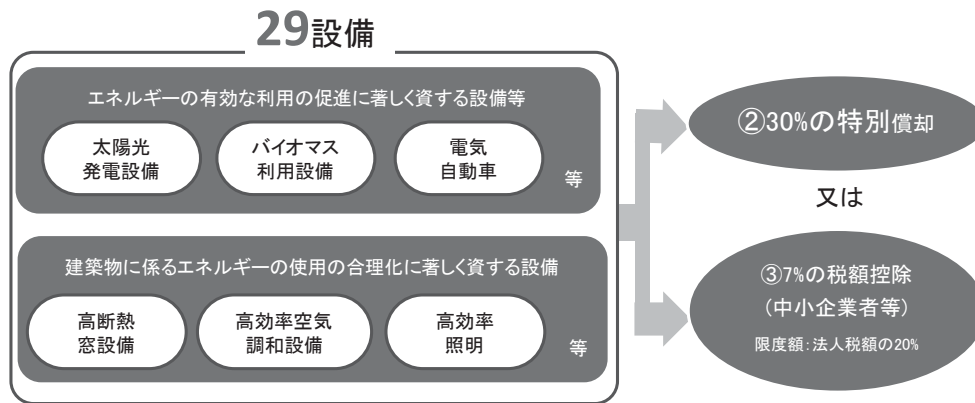 29設備
エネルギーの有効な利用の促進に著しく資する設備等
太陽光
発電設備
バイオマス
利用設備
電気
自動車
等
建築物に係るエネルギーの使用の合理化に著しく資する設備
高断熱
窓設備
高効率空気
調和設備
高効率
照明
等
②30%の特別償却
又は
③7%の税額控除
(中小企業者等)
限度額:法人税額の20%